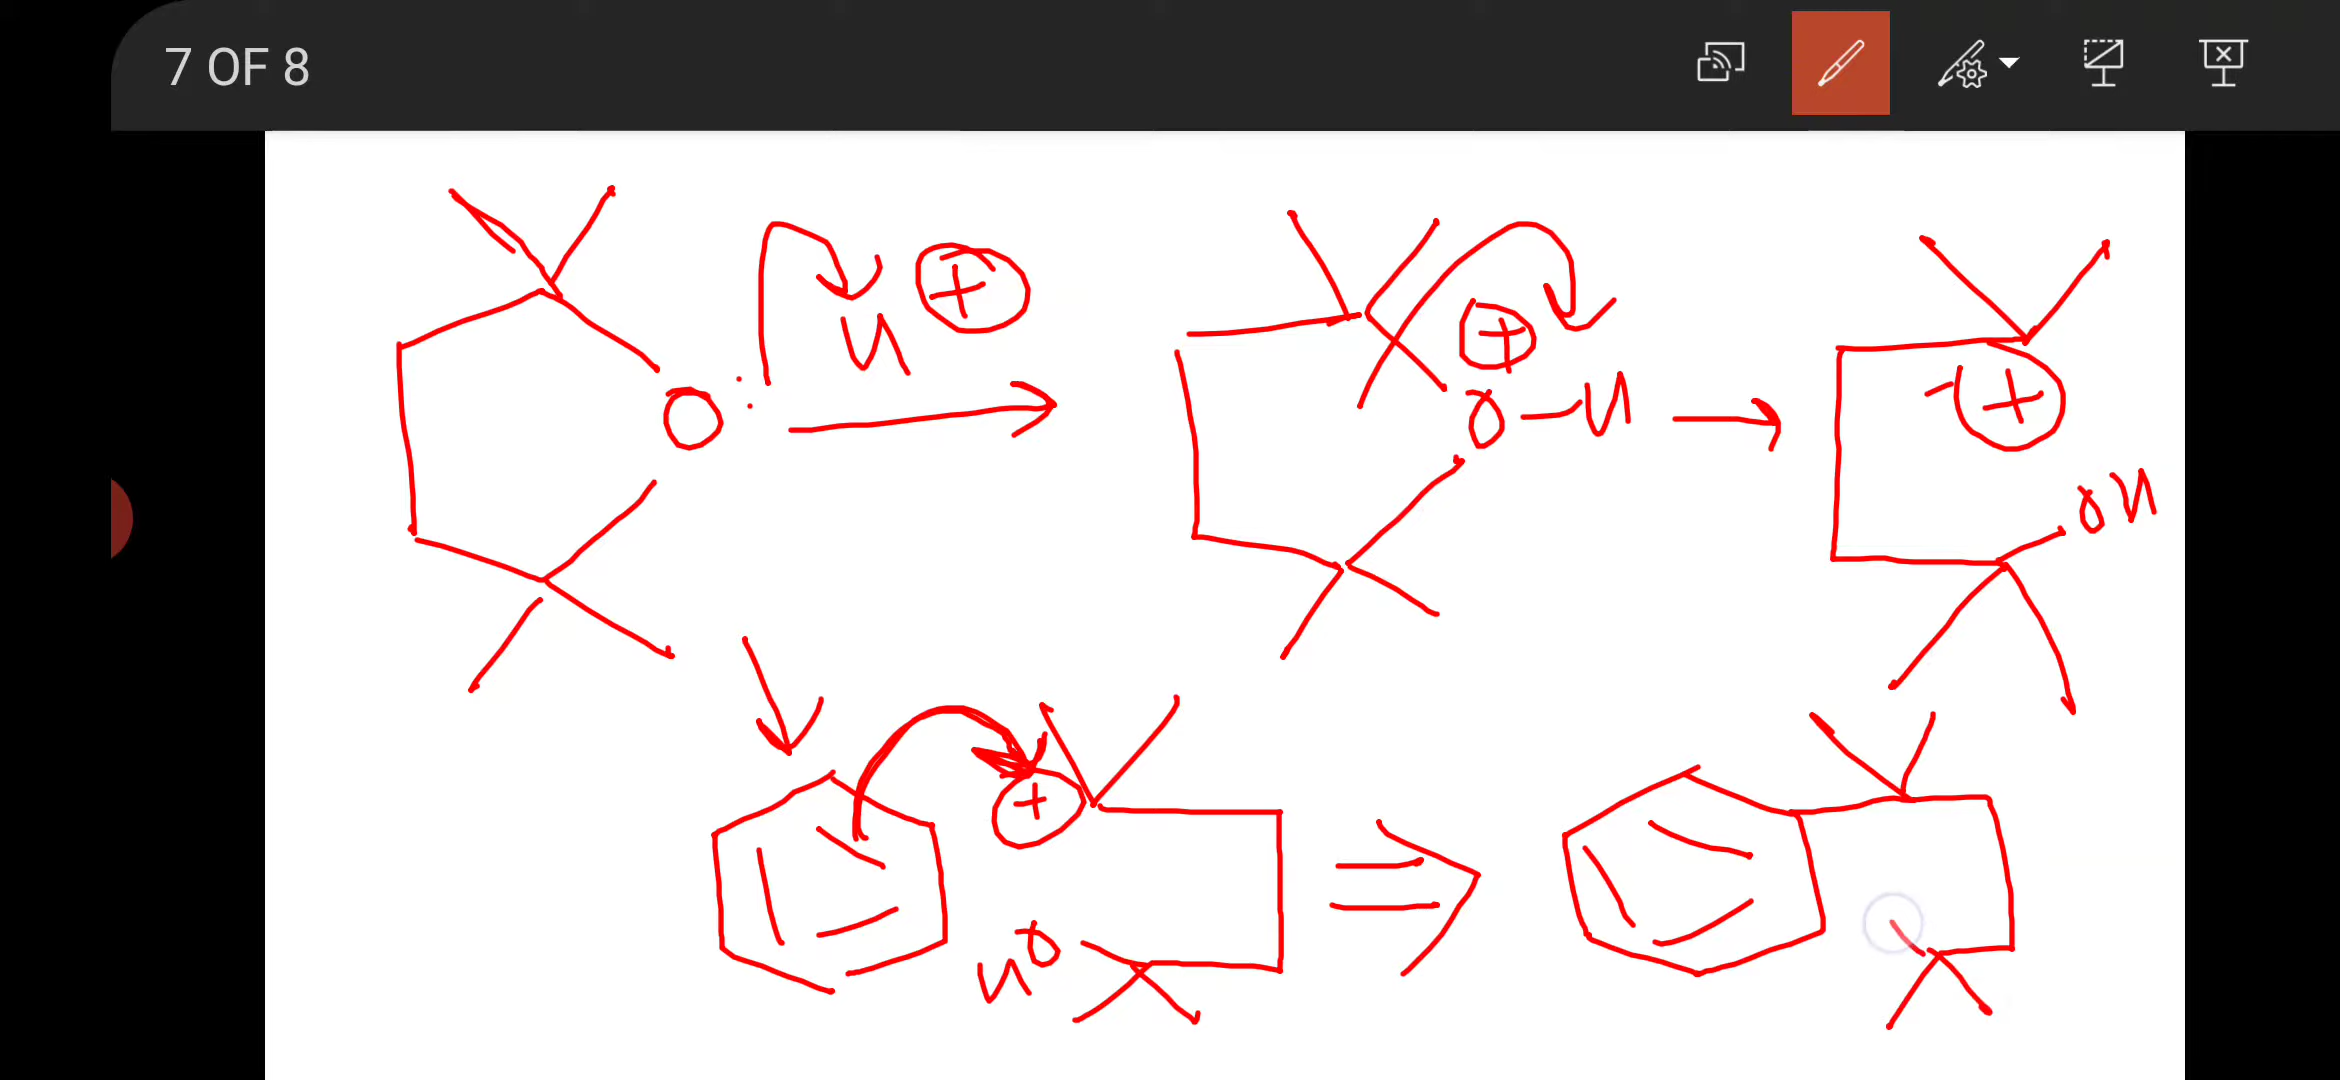 7 OF 8
H +
+
O :
O-H
+
OH
+
HO